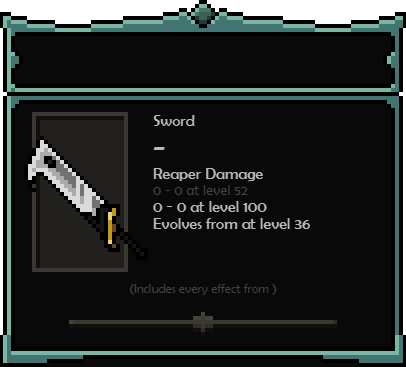 Sword
–
Reaper Damage
0 - 0 at level 52
0 - 0 at level 100
Evolves from at level 36
(Includes every effect from )